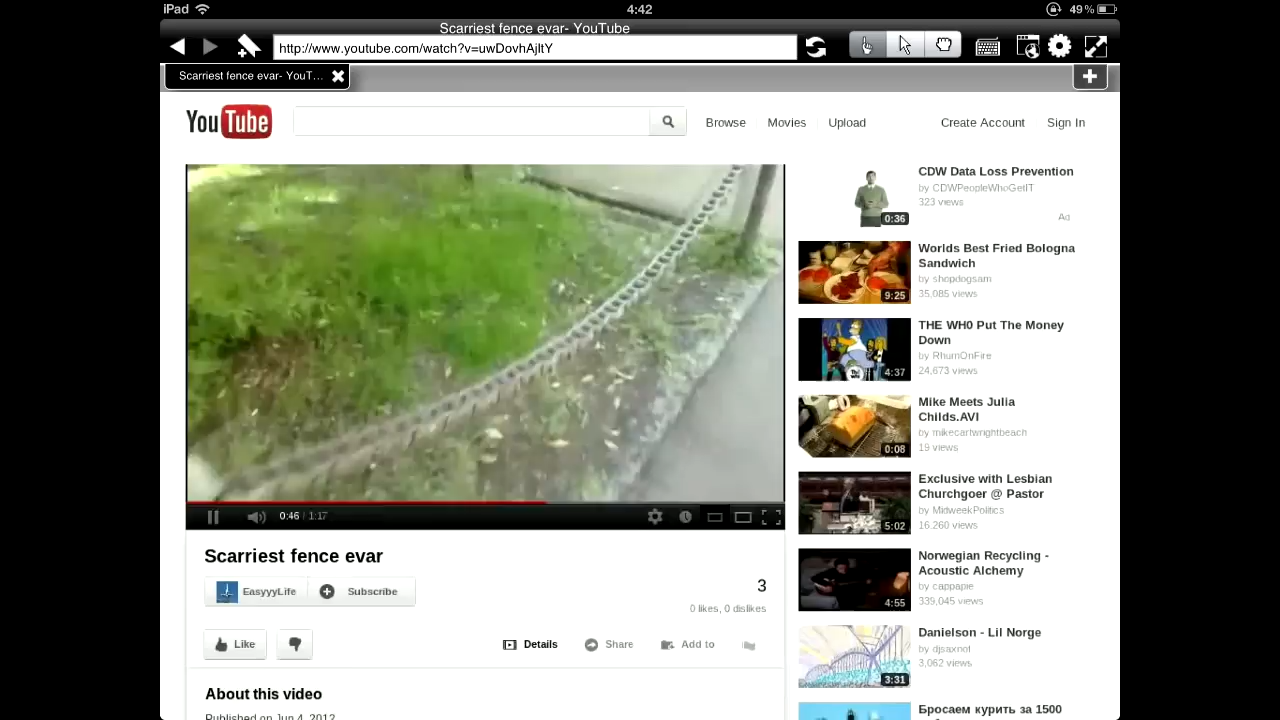 iPad
4:42
49%
Scarriest fence evar- YouTube
http://www.youtube.com/watch?v=uwDovhAjItY
Scarriest fence evar- YouT...
YouTube
Browse
Movies
Upload
Create Account
Sign In
CDW Data Loss Prevention
by CDWPeopleWhoGetIT
323 views
Ad
0:36
Worlds Best Fried Bologna
Sandwich
by shopdogsam
35,085 views
9:25
THE WH0 Put The Money
Down
by RhumOnFire
24,673 views
4:37
Mike Meets Julia
Childs.AVI
by mikecartwrightbeach
19 views
0:08
Exclusive with Lesbian
Churchgoer @ Pastor
by MidweekPolitics
16,260 views
5:02
Norwegian Recycling -
Acoustic Alchemy
by cappapie
339,045 views
4:55
Danielson - Lil Norge
by djsaxnot
3,062 views
3:31
Бросаем курить за 1500
0:46 / 1:17
Scarriest fence evar
EasyyyLife
Subscribe
3
0 likes, 0 dislikes
Like
Details
Share
Add to
About this video
Published on Jun 4, 2012